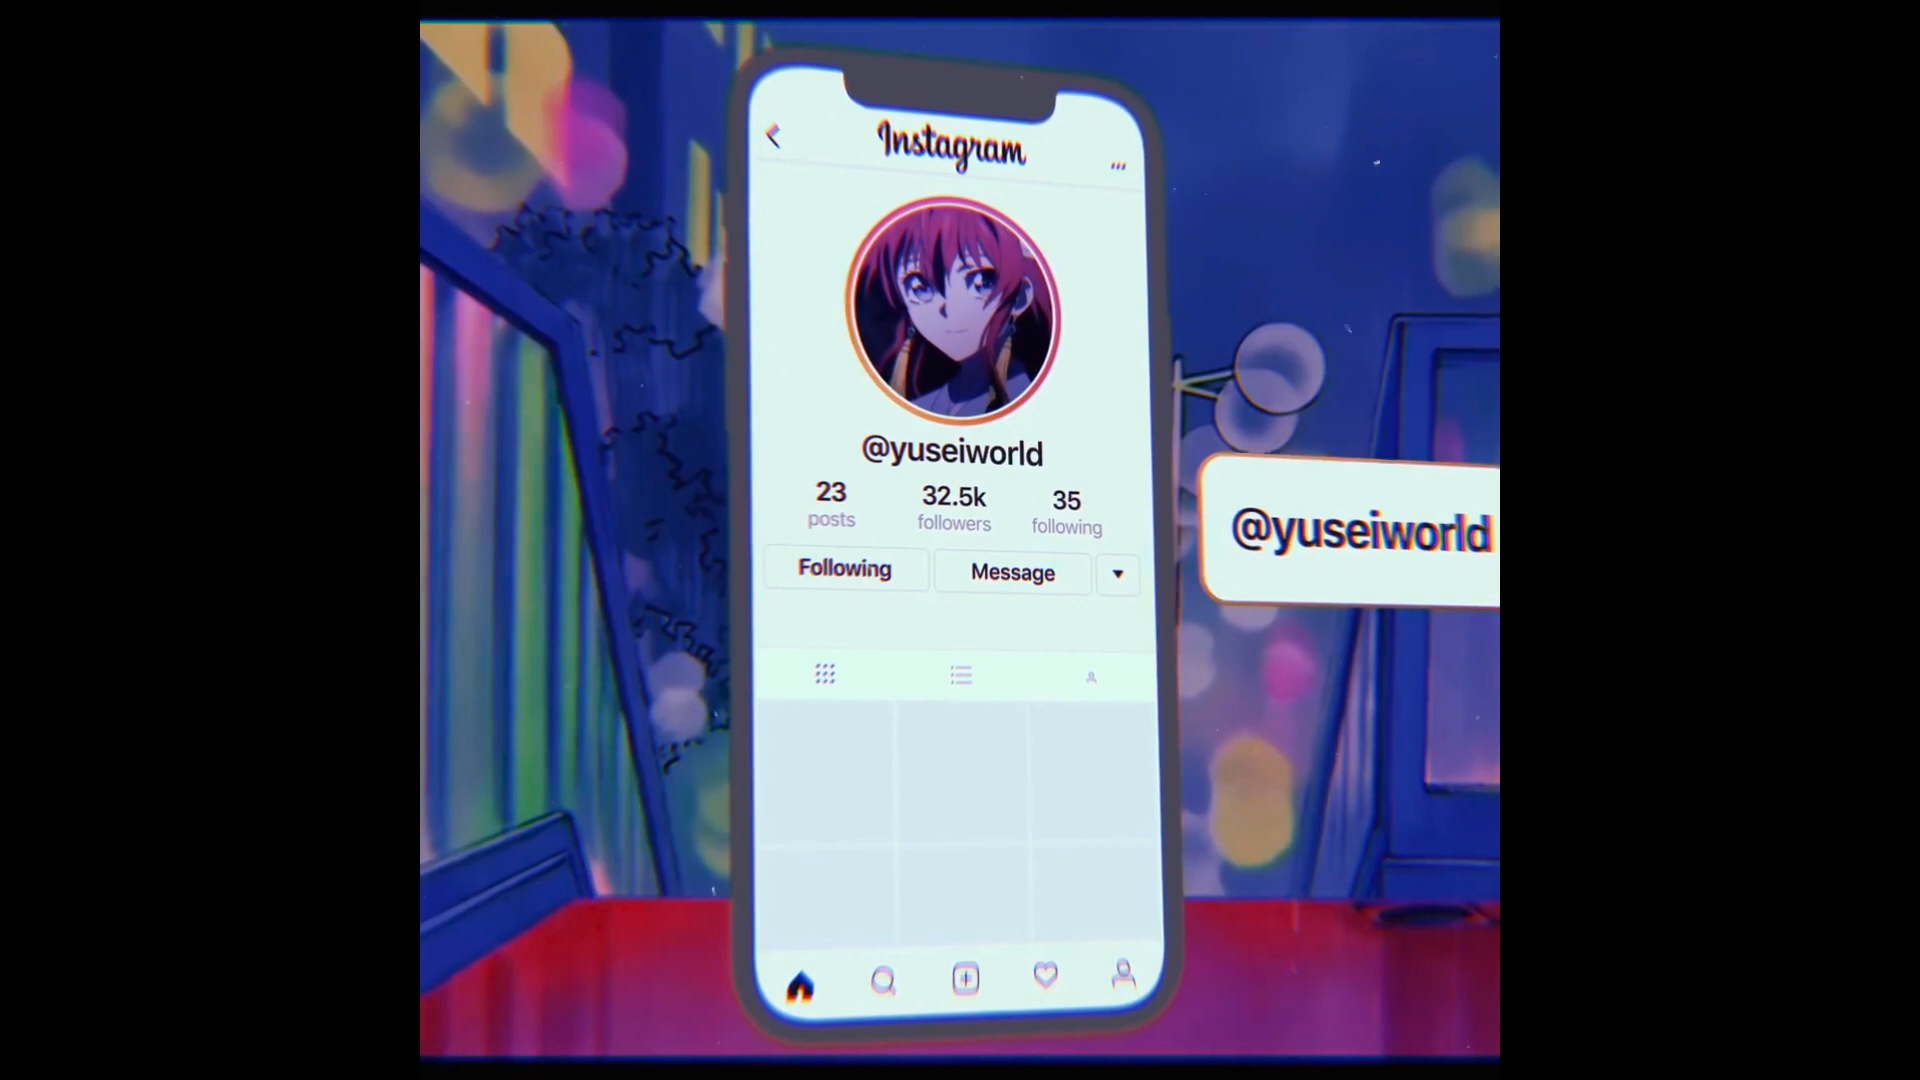 Instagram
@yuseiworld
23 32.5k 35
posts followers following
Following Message
@yuseiworld